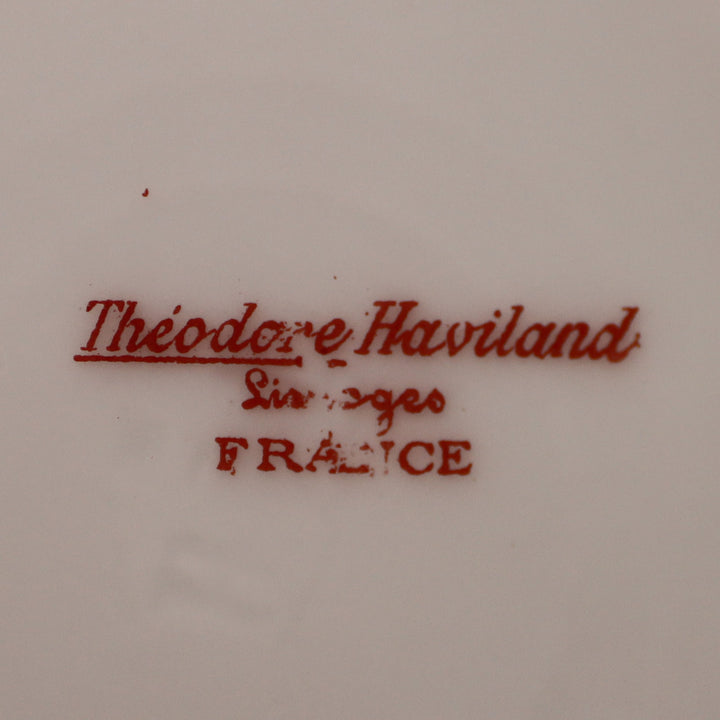 Théodore Haviland
Limoges
FRANCE